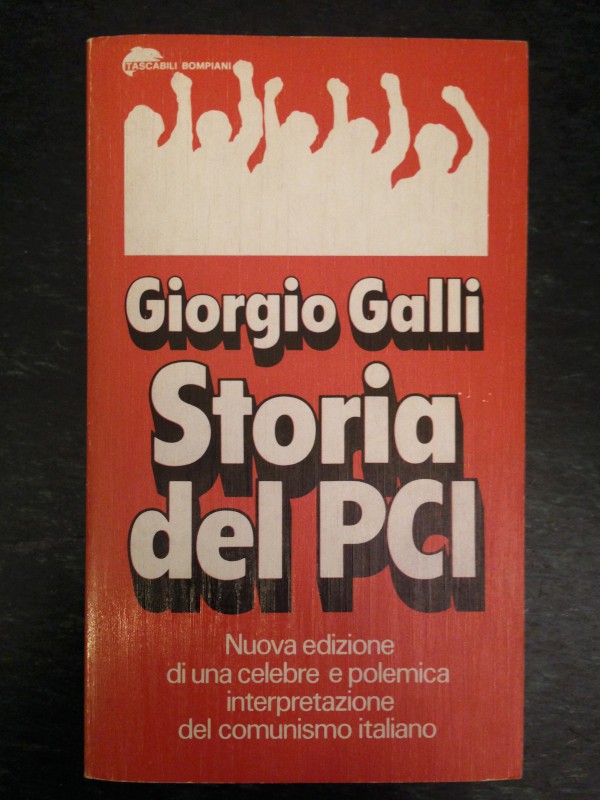 TASCABILI BOMPIANI
Giorgio Galli
Storia
del PCI
Nuova edizione
di una celebre e polemica
interpretazione
del comunismo italiano